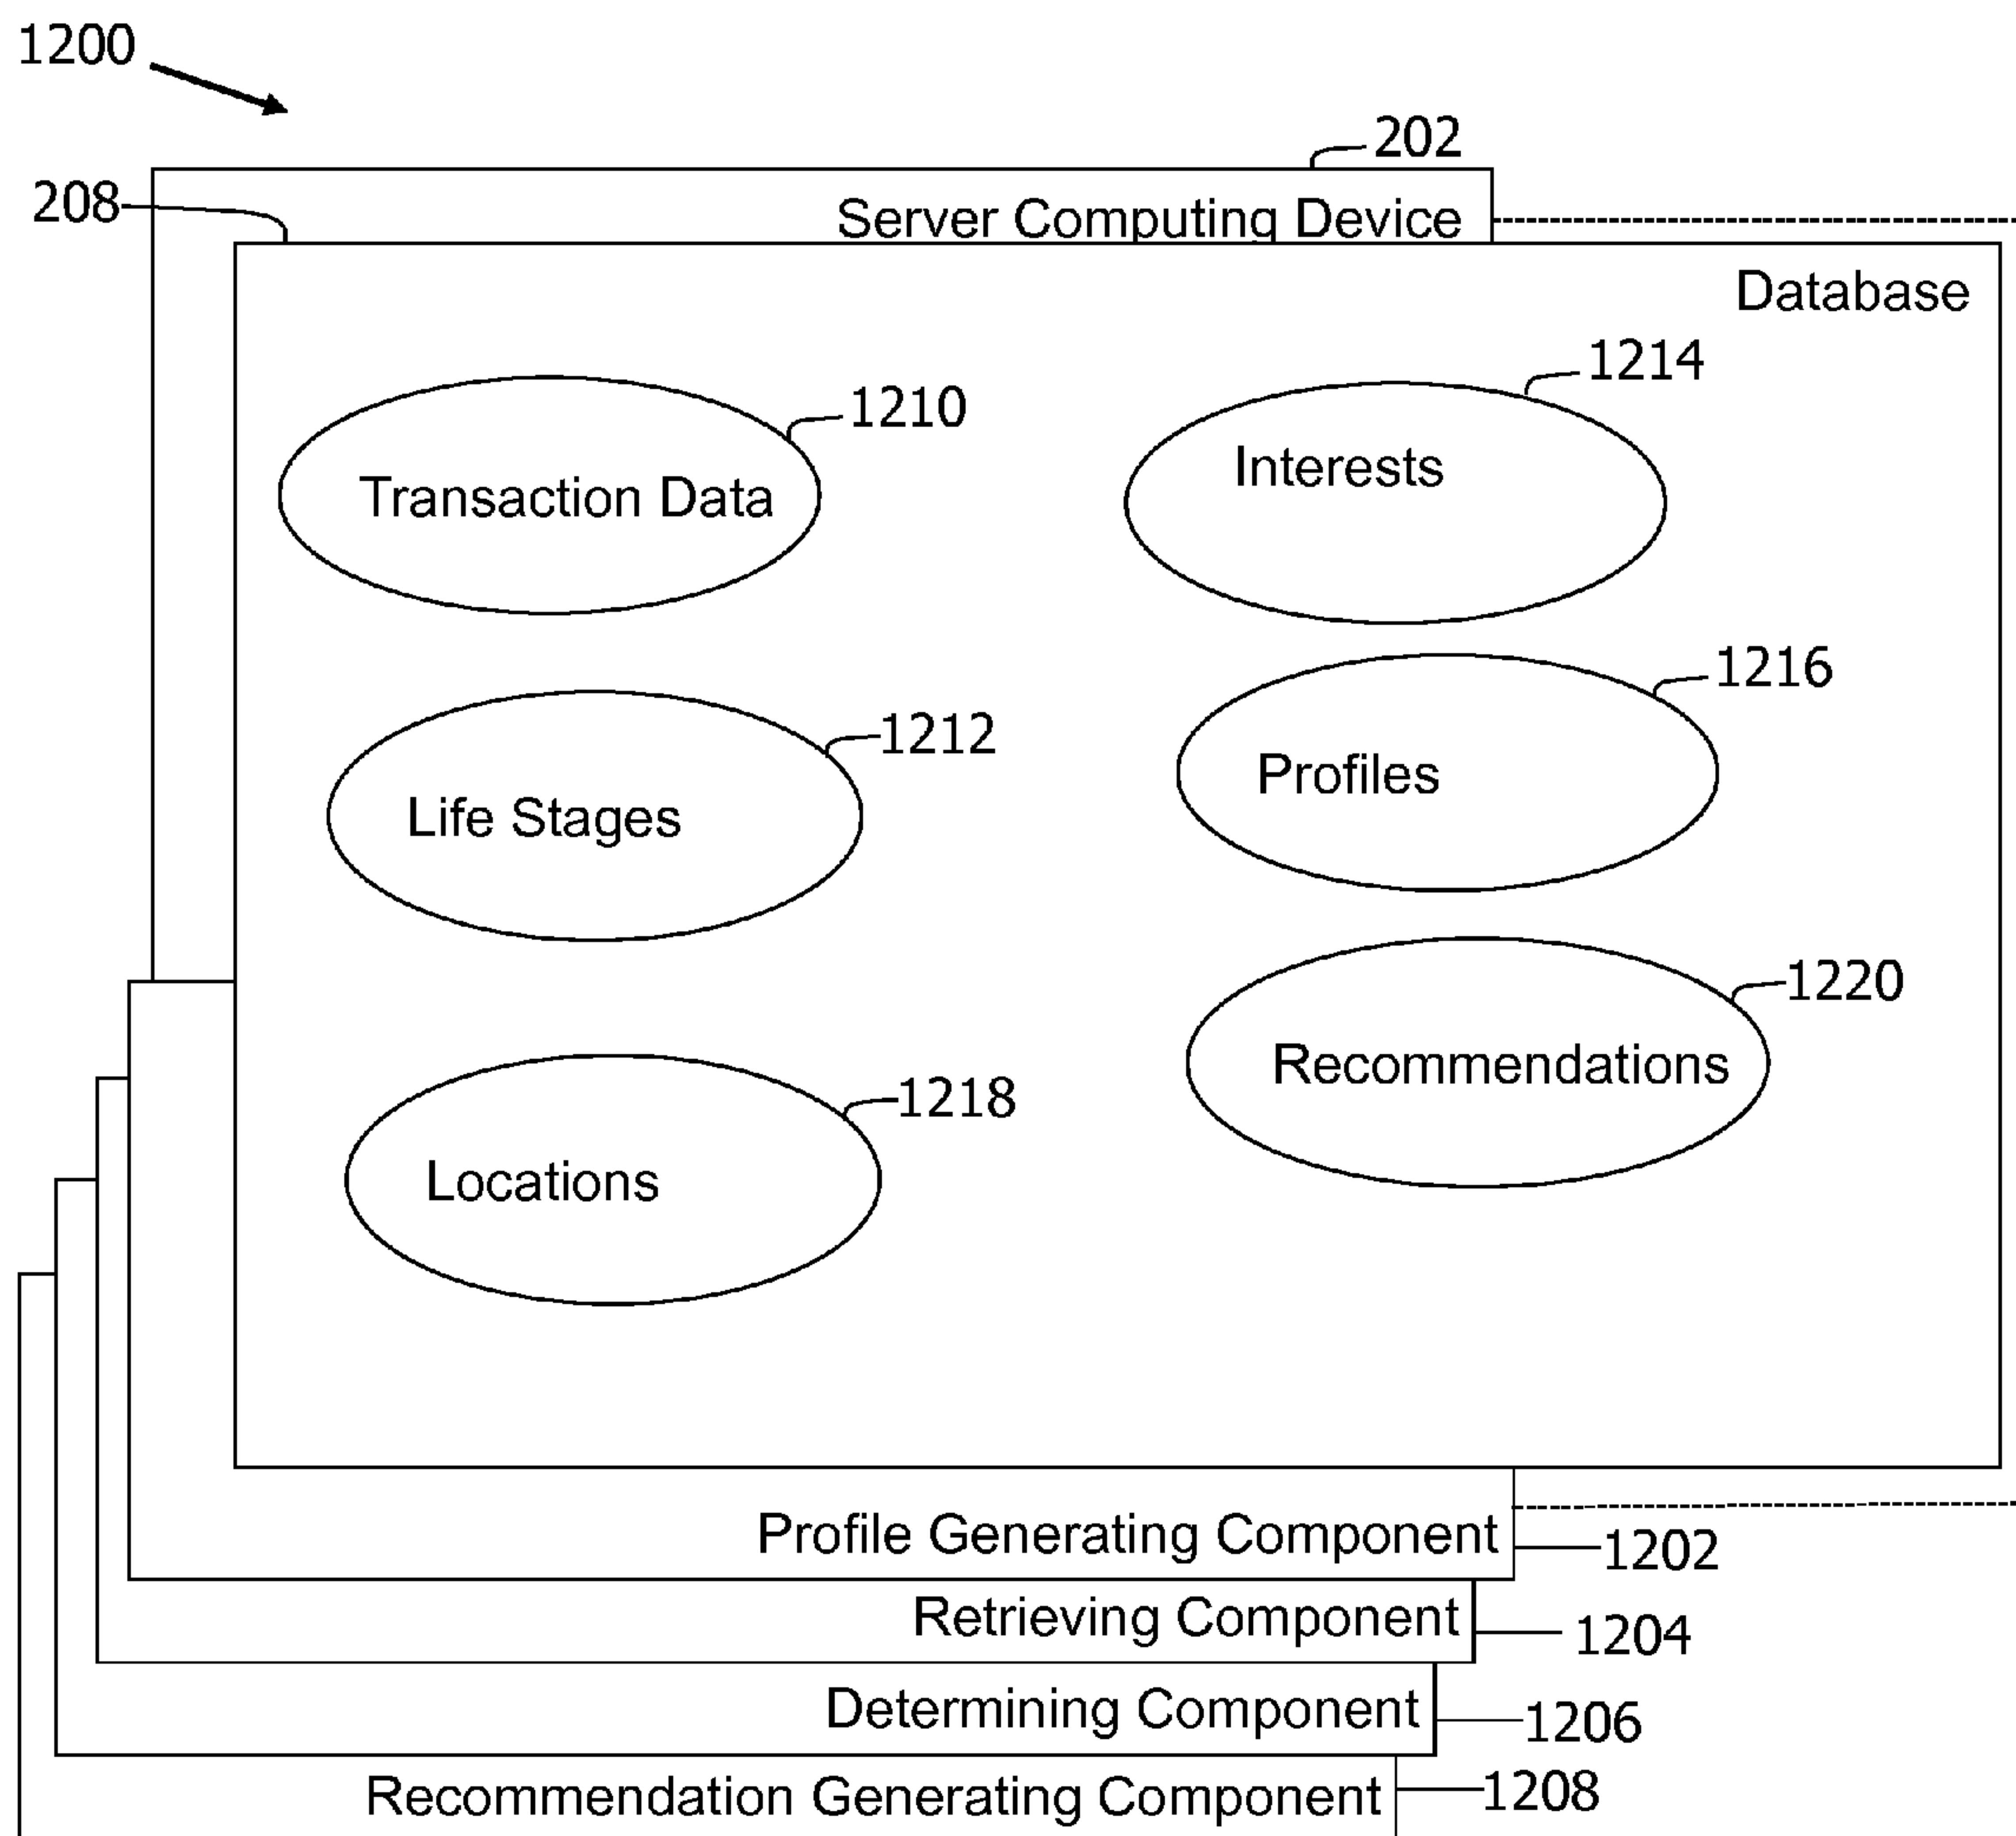 1200
202
208
Server Computing Device
Database
1214
1210
Interests
Transaction Data
1216
1212
Profiles
Life Stages
1220
Recommendations
1218
Locations
Profile Generating Component
1202
Retrieving Component
1204
Determining Component
1206
Recommendation Generating Component
1208